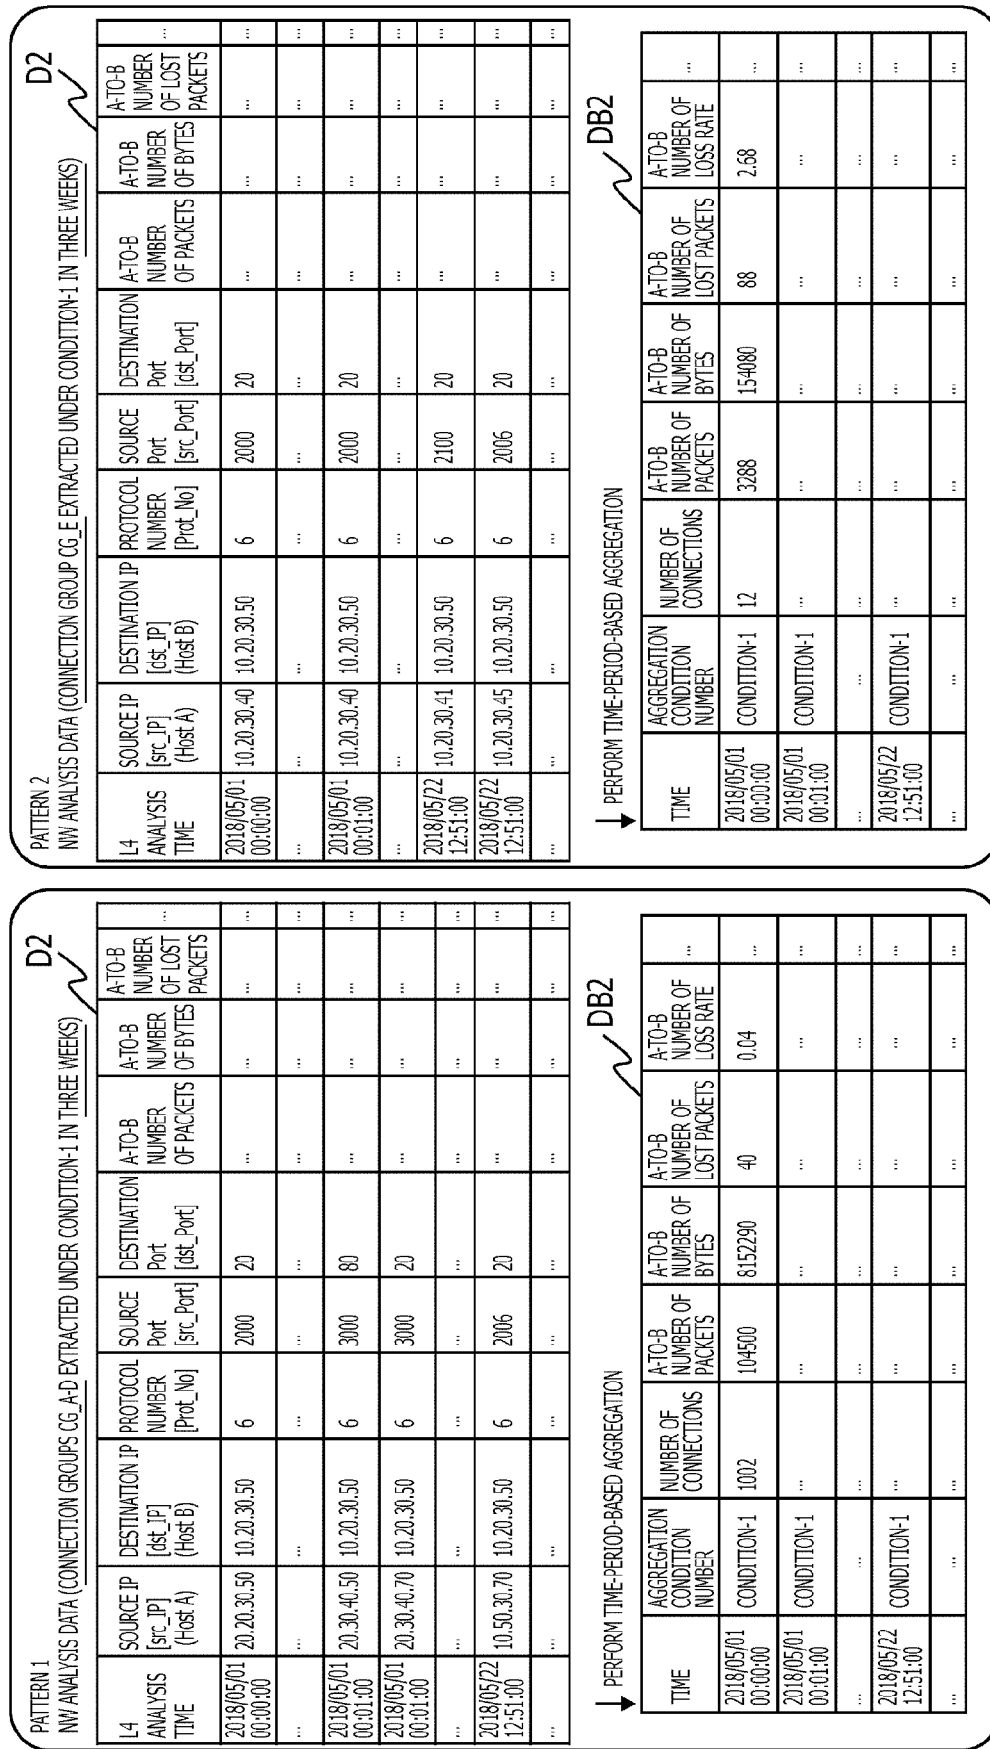 PATTERN 1
NW ANALYSIS DATA (CONNECTION GROUPS CG_A-D EXTRACTED UNDER CONDITION-1 IN THREE WEEKS)
D2
L4 ANALYSIS TIME | SOURCE IP [src_IP] (Host A) | DESTINATION IP [dst_IP] (Host B) | PROTOCOL NUMBER [Prot_No] | SOURCE Port [src_Port] | DESTINATION Port [dst_Port] | A-TO-B NUMBER OF PACKETS | A-TO-B NUMBER OF BYTES | A-TO-B NUMBER OF LOST PACKETS | ...
2018/05/01 00:00:00 | 20.20.30.50 | 10.20.30.50 | 6 | 2000 | 20 | ... | ... | ... | ...
... | ... | ... | ... | ... | ... | ... | ... | ... | ...
2018/05/01 00:01:00 | 20.30.40.50 | 10.20.30.50 | 6 | 3000 | 80 | ... | ... | ... | ...
2018/05/01 00:01:00 | 20.30.40.70 | 10.20.30.50 | 6 | 3000 | 20 | ... | ... | ... | ...
... | ... | ... | ... | ... | ... | ... | ... | ... | ...
2018/05/22 12:51:00 | 10.50.30.70 | 10.20.30.50 | 6 | 2006 | 20 | ... | ... | ... | ...
... | ... | ... | ... | ... | ... | ... | ... | ... | ...
PERFORM TIME-PERIOD-BASED AGGREGATION
DB2
TIME | AGGREGATION CONDITION NUMBER | NUMBER OF CONNECTIONS | A-TO-B NUMBER OF PACKETS | A-TO-B NUMBER OF BYTES | A-TO-B NUMBER OF LOST PACKETS | A-TO-B NUMBER OF LOSS RATE | ...
2018/05/01 00:00:00 | CONDITION-1 | 1002 | 104500 | 8152290 | 40 | 0.04 | ...
2018/05/01 00:01:00 | CONDITION-1 | ... | ... | ... | ... | ... | ...
... | ... | ... | ... | ... | ... | ... | ...
2018/05/22 12:51:00 | CONDITION-1 | ... | ... | ... | ... | ... | ...
... | ... | ... | ... | ... | ... | ... | ...
PATTERN 2
NW ANALYSIS DATA (CONNECTION GROUP CG_E EXTRACTED UNDER CONDITION-1 IN THREE WEEKS)
D2
L4 ANALYSIS TIME | SOURCE IP [src_IP] (Host A) | DESTINATION IP [dst_IP] (Host B) | PROTOCOL NUMBER [Prot_No] | SOURCE Port [src_Port] | DESTINATION Port [dst_Port] | A-TO-B NUMBER OF PACKETS | A-TO-B NUMBER OF BYTES | A-TO-B NUMBER OF LOST PACKETS | ...
2018/05/01 00:00:00 | 10.20.30.40 | 10.20.30.50 | 6 | 2000 | 20 | ... | ... | ... | ...
... | ... | ... | ... | ... | ... | ... | ... | ... | ...
2018/05/01 00:01:00 | 10.20.30.40 | 10.20.30.50 | 6 | 2000 | 20 | ... | ... | ... | ...
... | ... | ... | ... | ... | ... | ... | ... | ... | ...
2018/05/22 12:51:00 | 10.20.30.41 | 10.20.30.50 | 6 | 2100 | 20 | ... | ... | ... | ...
2018/05/22 12:51:00 | 10.20.30.45 | 10.20.30.50 | 6 | 2006 | 20 | ... | ... | ... | ...
... | ... | ... | ... | ... | ... | ... | ... | ... | ...
PERFORM TIME-PERIOD-BASED AGGREGATION
DB2
TIME | AGGREGATION CONDITION NUMBER | NUMBER OF CONNECTIONS | A-TO-B NUMBER OF PACKETS | A-TO-B NUMBER OF BYTES | A-TO-B NUMBER OF LOST PACKETS | A-TO-B NUMBER OF LOSS RATE | ...
2018/05/01 00:00:00 | CONDITION-1 | 12 | 3288 | 154080 | 88 | 2.68 | ...
2018/05/01 00:01:00 | CONDITION-1 | ... | ... | ... | ... | ... | ...
... | ... | ... | ... | ... | ... | ... | ...
2018/05/22 12:51:00 | CONDITION-1 | ... | ... | ... | ... | ... | ...
... | ... | ... | ... | ... | ... | ... | ...